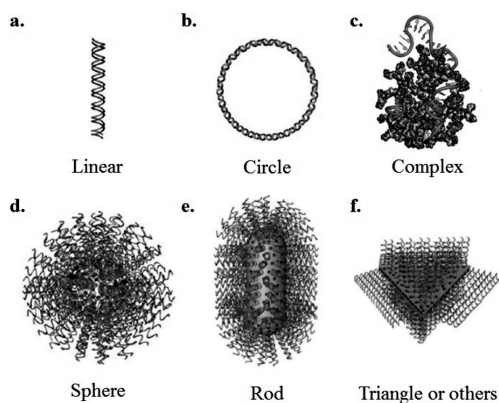 a.
b.
c.
Linear
Circle
Complex
d.
e.
f.
Sphere
Rod
Triangle or others